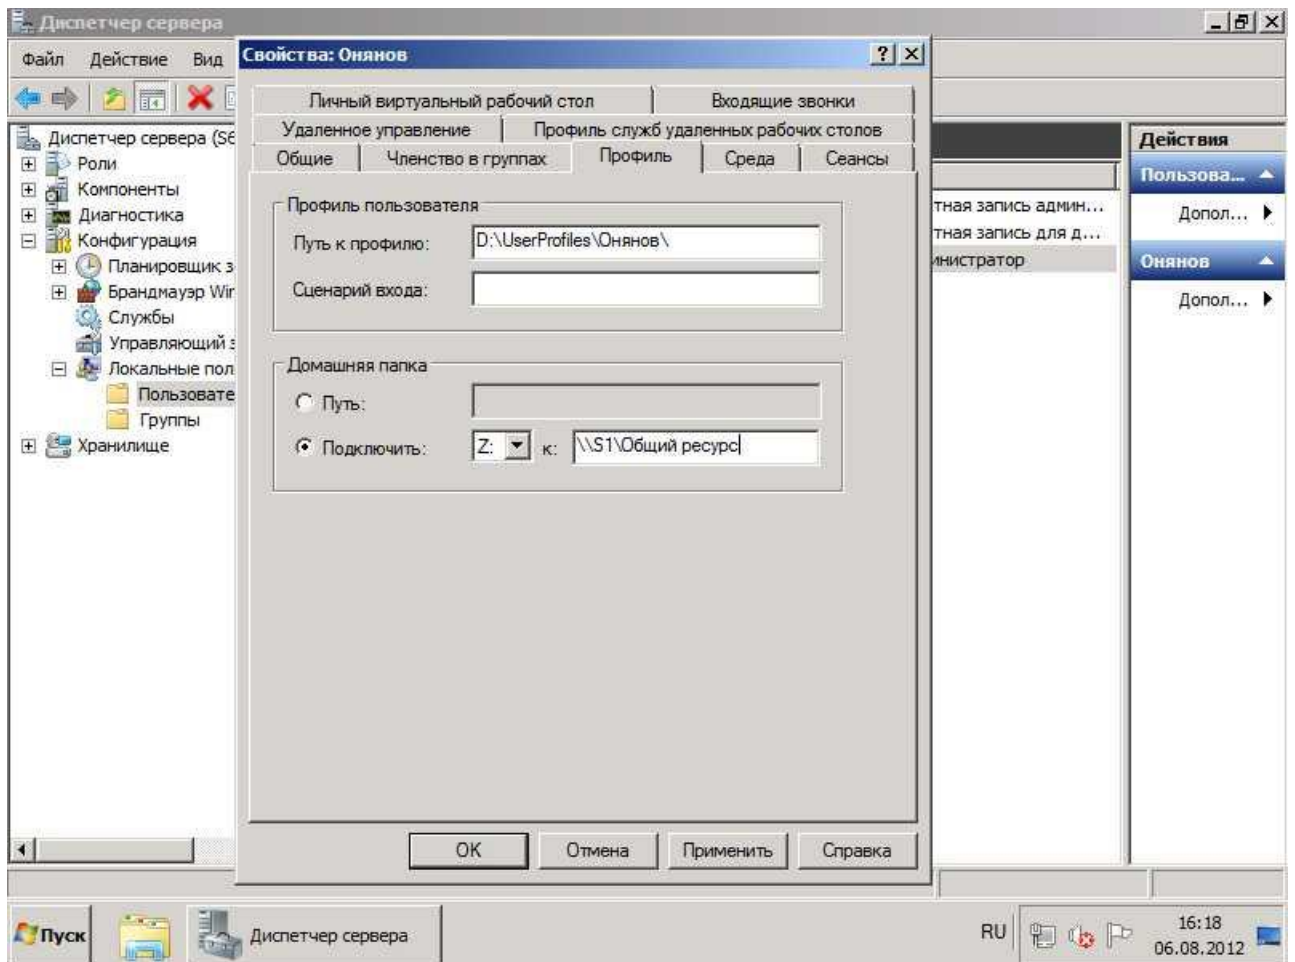 Диспетчер сервера
Файл Действие Вид
Свойства: Онянов
Личный виртуальный рабочий стол Входящие звонки
Удаленное управление Профиль служб удаленных рабочих столов
Общие Членство в группах Профиль Среда Сеансы
Профиль пользователя
Путь к профилю: D:\UserProfiles\Онянов\
Сценарий входа:
Домашняя папка
Путь:
Подключить: Z: к: \\S1\Общий ресурс
OK Отмена Применить Справка
Диспетчер сервера (S6
Роли
Компоненты
Диагностика
Конфигурация
Планировщик з
Брандмауэр Wir
Службы
Управляющий э
Локальные пол
Пользовате
Группы
Хранилище
тная запись админ...
тная запись для д...
инистратор
Действия
Пользова...
Допол...
Онянов
Допол...
Пуск
Диспетчер сервера
RU
16:18
06.08.2012